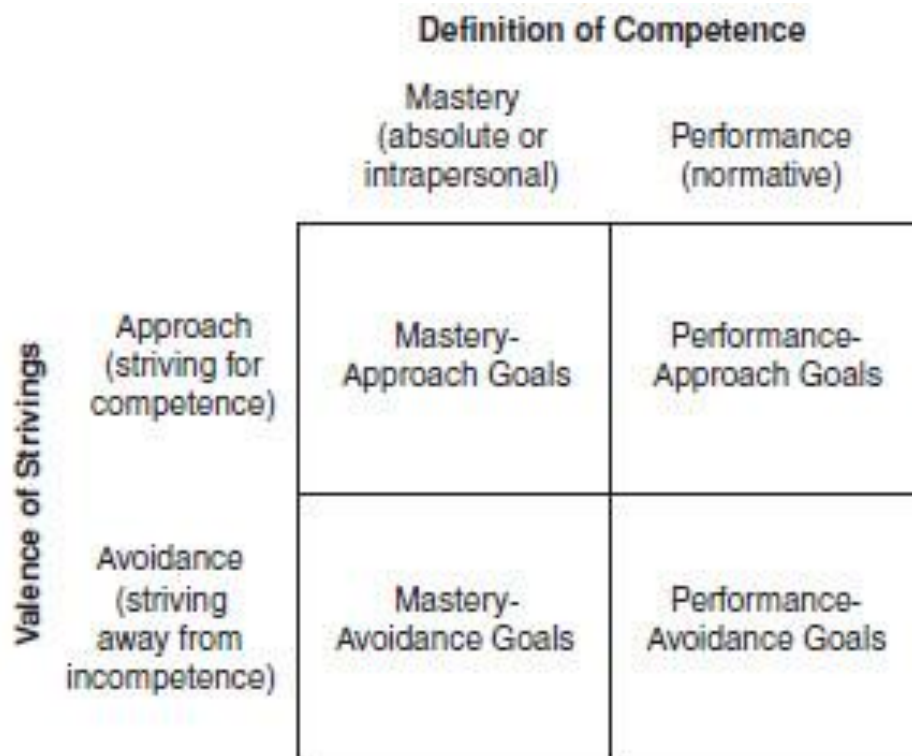 Definition of Competence
Mastery
(absolute or
intrapersonal)
Performance
(normative)
Valence of Strivings
Approach
(striving for
competence)
Mastery-
Approach Goals
Performance-
Approach Goals
Avoidance
(striving
away from
incompetence)
Mastery-
Avoidance Goals
Performance-
Avoidance Goals